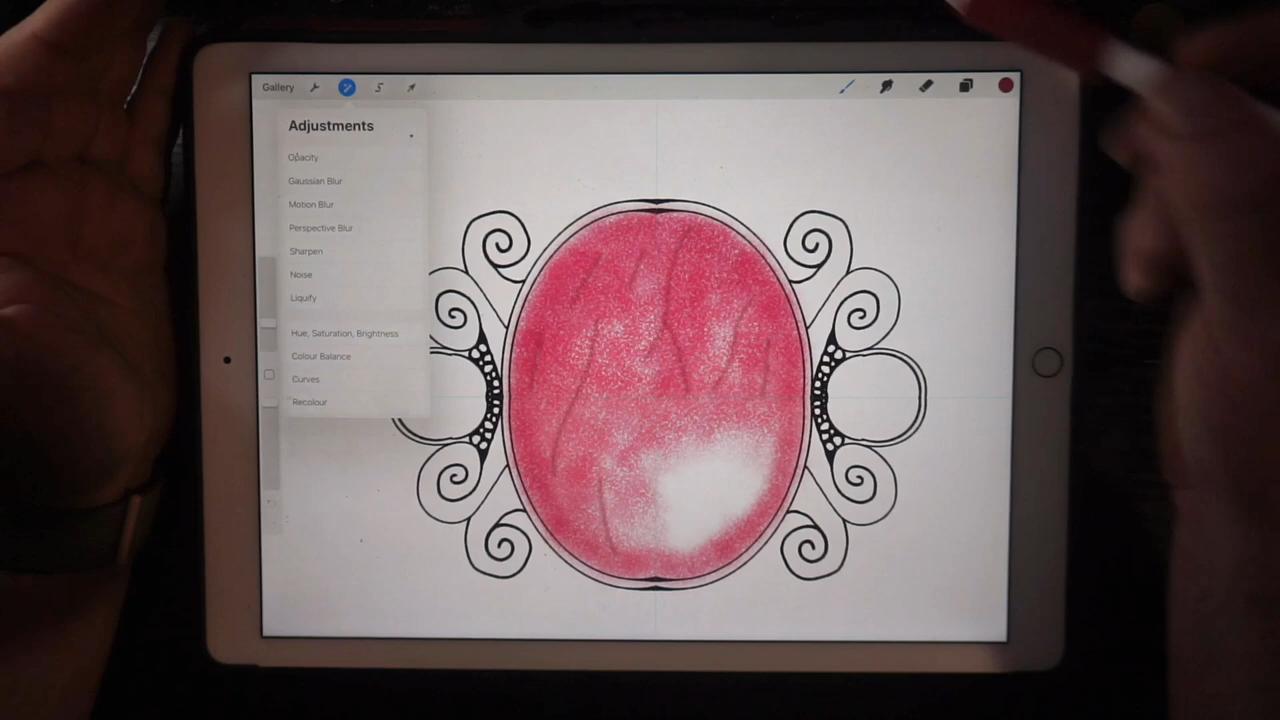 Gallery
Adjustments
Opacity
Gaussian Blur
Motion Blur
Perspective Blur
Sharpen
Noise
Liquify
Hue, Saturation, Brightness
Colour Balance
Curves
Recolour